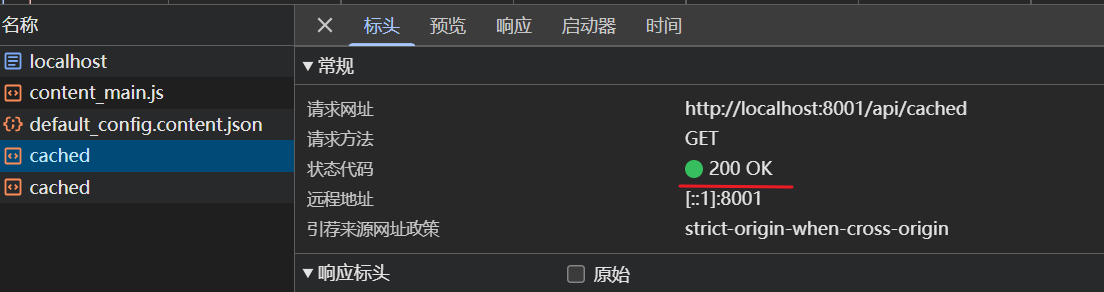 名称
localhost
content_main.js
default_config.content.json
cached
cached
标头 预览 响应 启动器 时间
常规
请求网址 http://localhost:8001/api/cached
请求方法 GET
状态代码 200 OK
远程地址 [::1]:8001
引荐来源网址政策 strict-origin-when-cross-origin
响应标头 原始